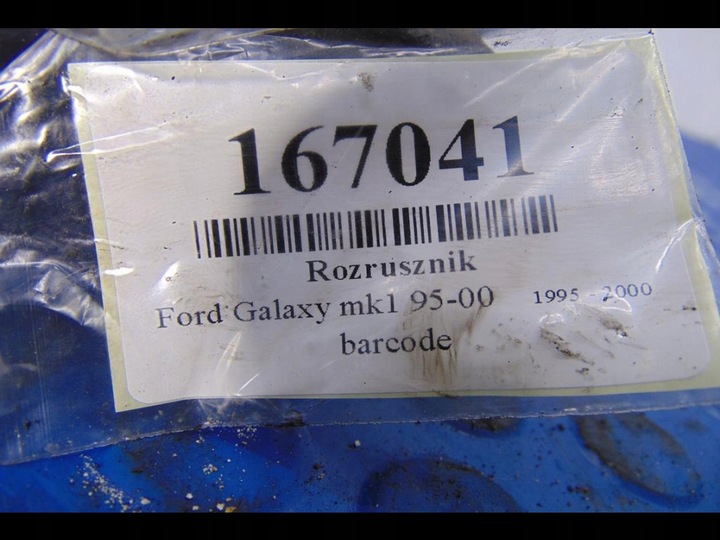 167041
Rozrusznik
Ford Galaxy mk1 95-00 1995 - 2000
barcode